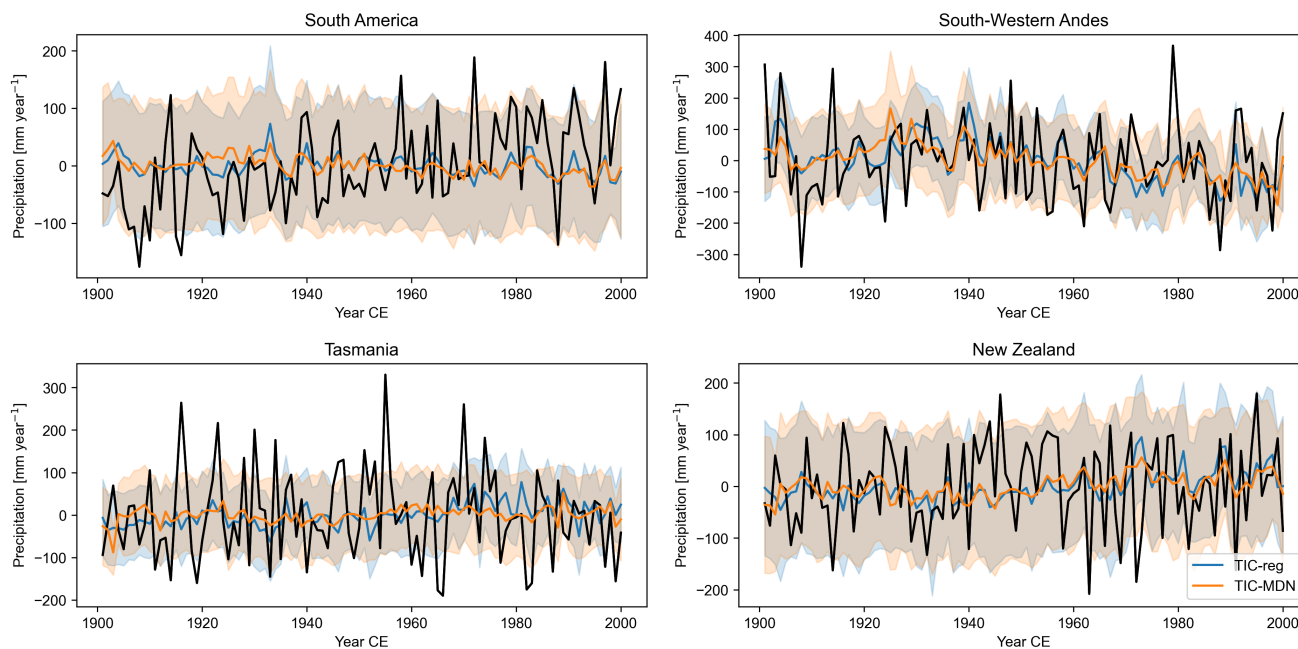 South America
Precipitation [mm year⁻¹]
200
100
0
−100
1900 1920 1940 1960 1980 2000
Year CE
South-Western Andes
Precipitation [mm year⁻¹]
400
300
200
100
0
−100
−200
−300
1900 1920 1940 1960 1980 2000
Year CE
Tasmania
Precipitation [mm year⁻¹]
300
200
100
0
−100
−200
1900 1920 1940 1960 1980 2000
Year CE
New Zealand
Precipitation [mm year⁻¹]
200
100
0
−100
−200
1900 1920 1940 1960 1980 2000
Year CE
TIC-reg
TIC-MDN